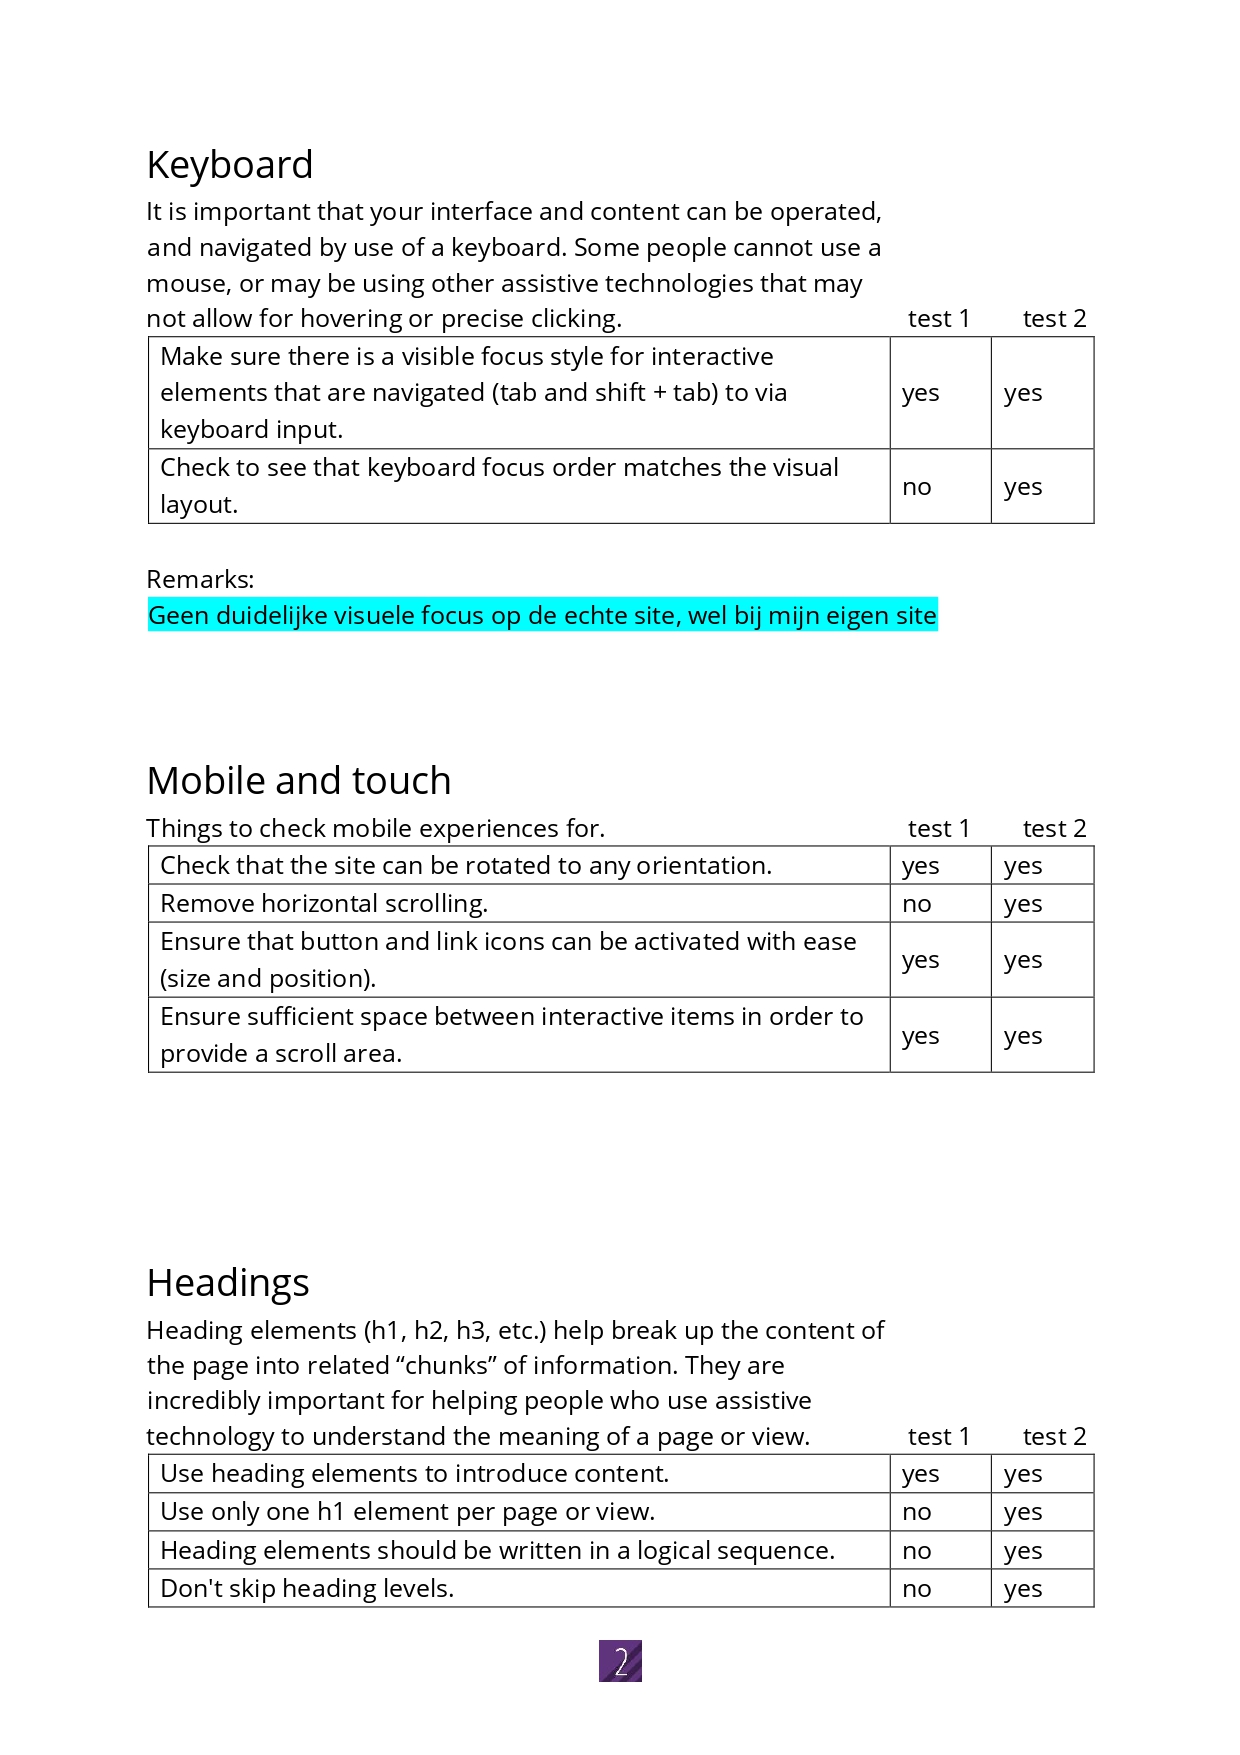 Keyboard
It is important that your interface and content can be operated,
and navigated by use of a keyboard. Some people cannot use a
mouse, or may be using other assistive technologies that may
not allow for hovering or precise clicking. test 1 test 2
Make sure there is a visible focus style for interactive
elements that are navigated (tab and shift + tab) to via
keyboard input.
yes yes
Check to see that keyboard focus order matches the visual
layout.
no yes
Remarks:
Geen duidelijke visuele focus op de echte site, wel bij mijn eigen site
Mobile and touch
Things to check mobile experiences for. test 1 test 2
Check that the site can be rotated to any orientation. yes yes
Remove horizontal scrolling. no yes
Ensure that button and link icons can be activated with ease
(size and position).
yes yes
Ensure sufficient space between interactive items in order to
provide a scroll area.
yes yes
Headings
Heading elements (h1, h2, h3, etc.) help break up the content of
the page into related “chunks” of information. They are
incredibly important for helping people who use assistive
technology to understand the meaning of a page or view. test 1 test 2
Use heading elements to introduce content. yes yes
Use only one h1 element per page or view. no yes
Heading elements should be written in a logical sequence. no yes
Don't skip heading levels. no yes
2